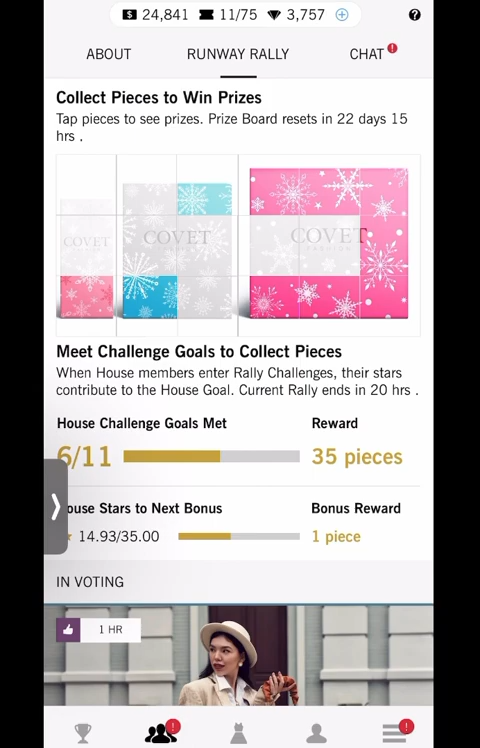 24,841 11/75 3,757
ABOUT RUNWAY RALLY CHAT
Collect Pieces to Win Prizes
Tap pieces to see prizes. Prize Board resets in 22 days 15
hrs .
COVET COVET COVET
FASHION
Meet Challenge Goals to Collect Pieces
When House members enter Rally Challenges, their stars
contribute to the House Goal. Current Rally ends in 20 hrs .
House Challenge Goals Met Reward
6/11 35 pieces
ouse Stars to Next Bonus Bonus Reward
14.93/35.00 1 piece
IN VOTING
1 HR